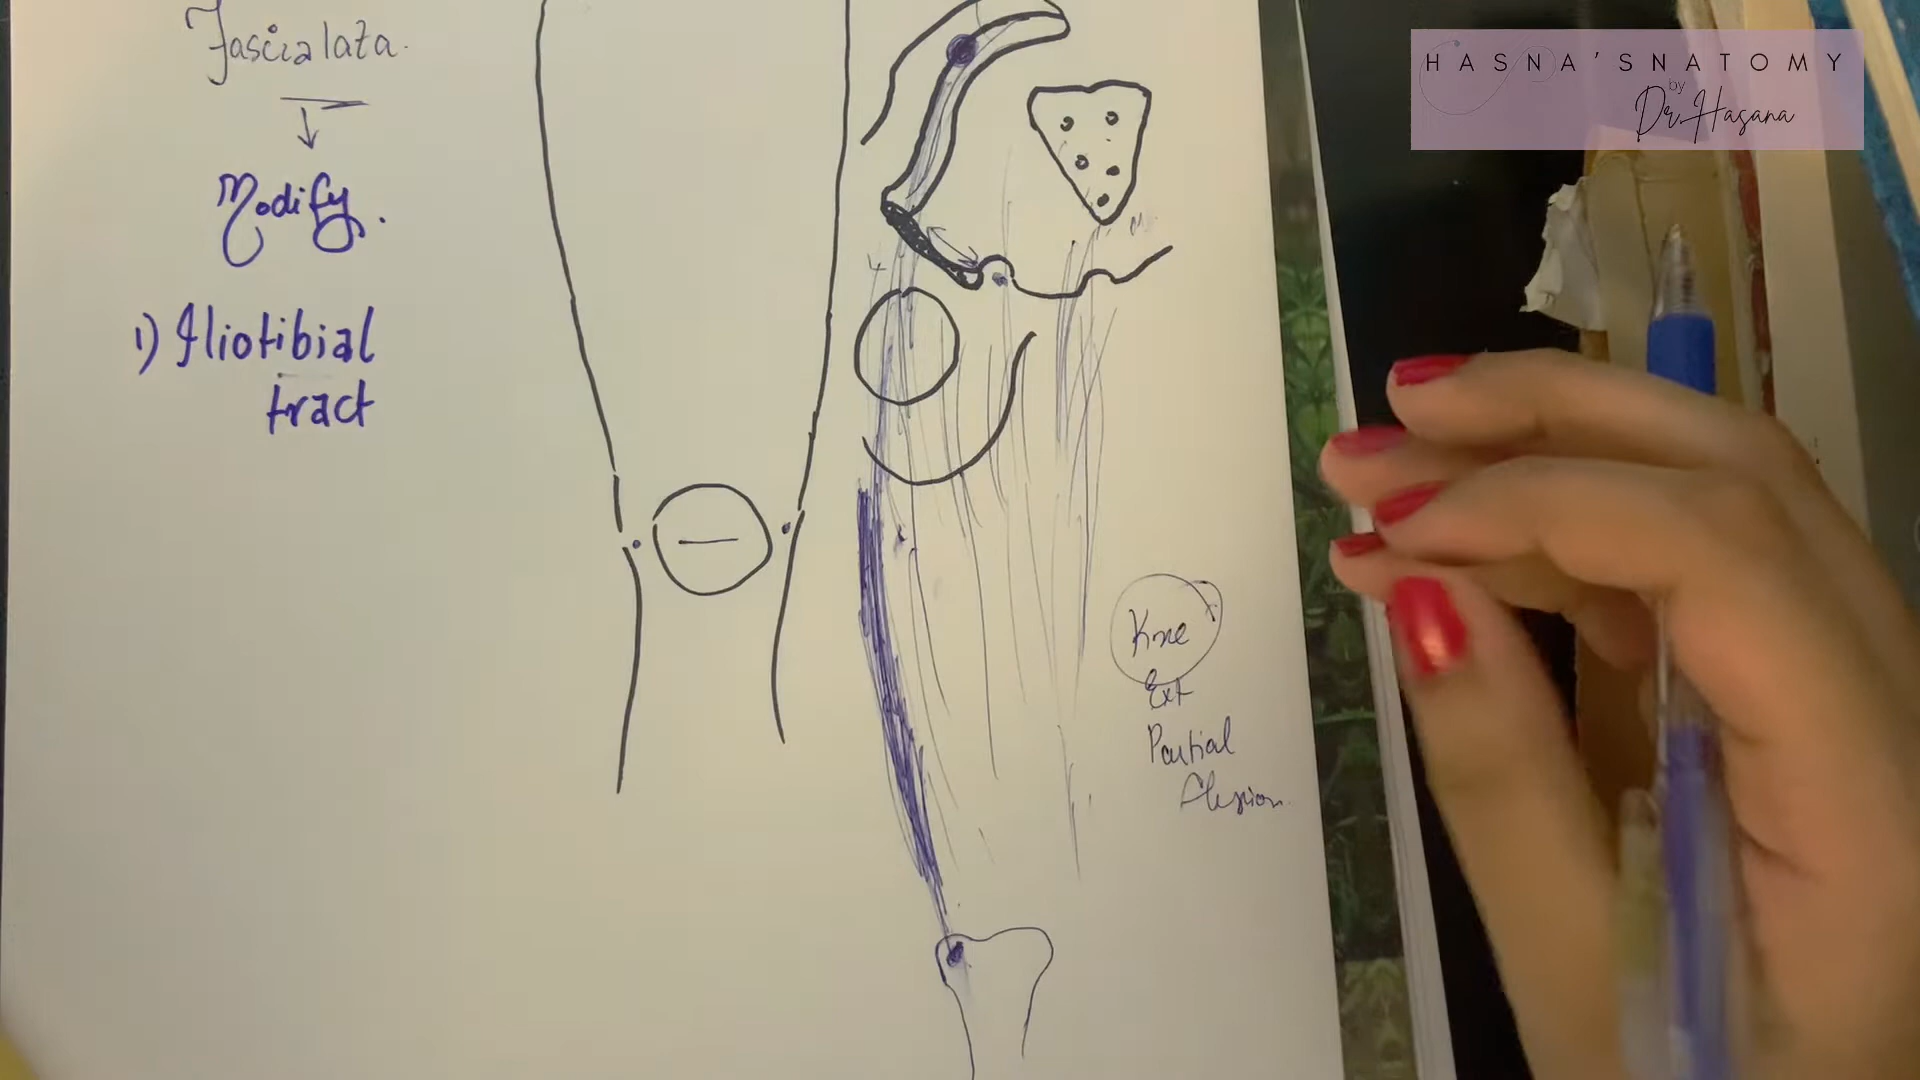 Fascia lata.
Modify.
1) Iliotibial
tract
Knee
Ext
Partial
flexion.
HASNA'SNATOMY
by
Dr.Hasana